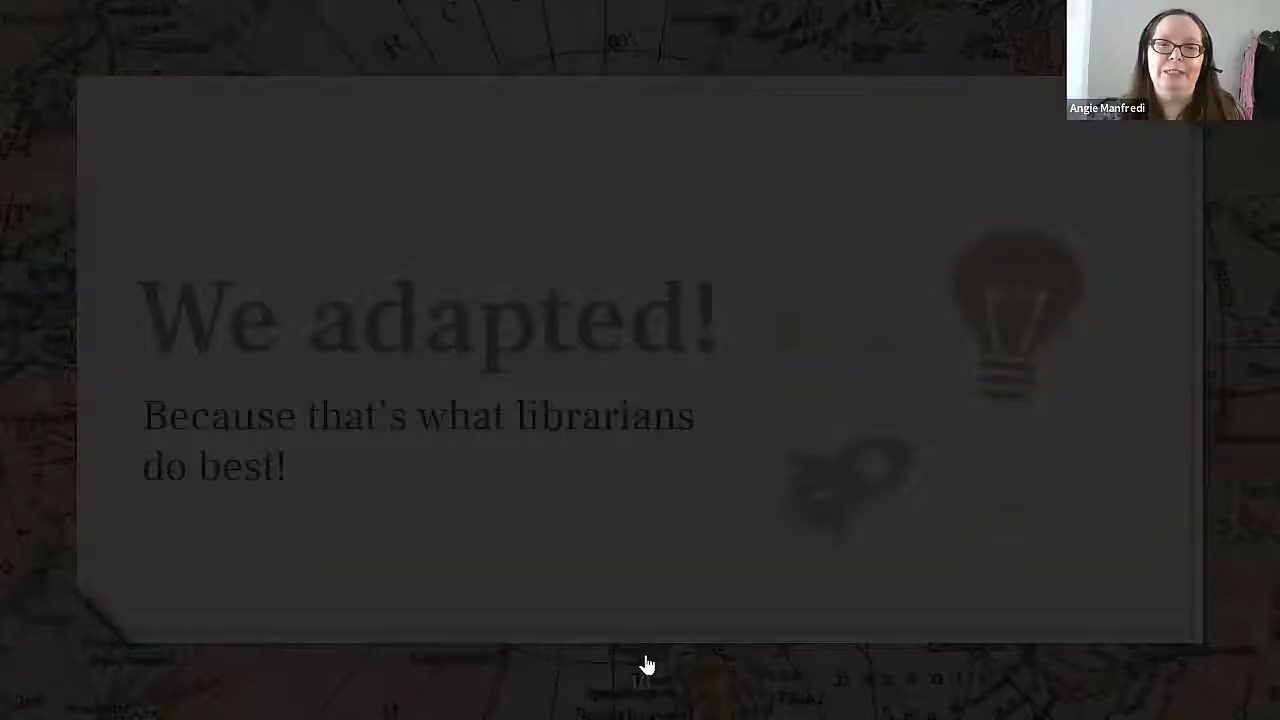 Angie Manfredi
We adapted!
Because that's what librarians
do best!